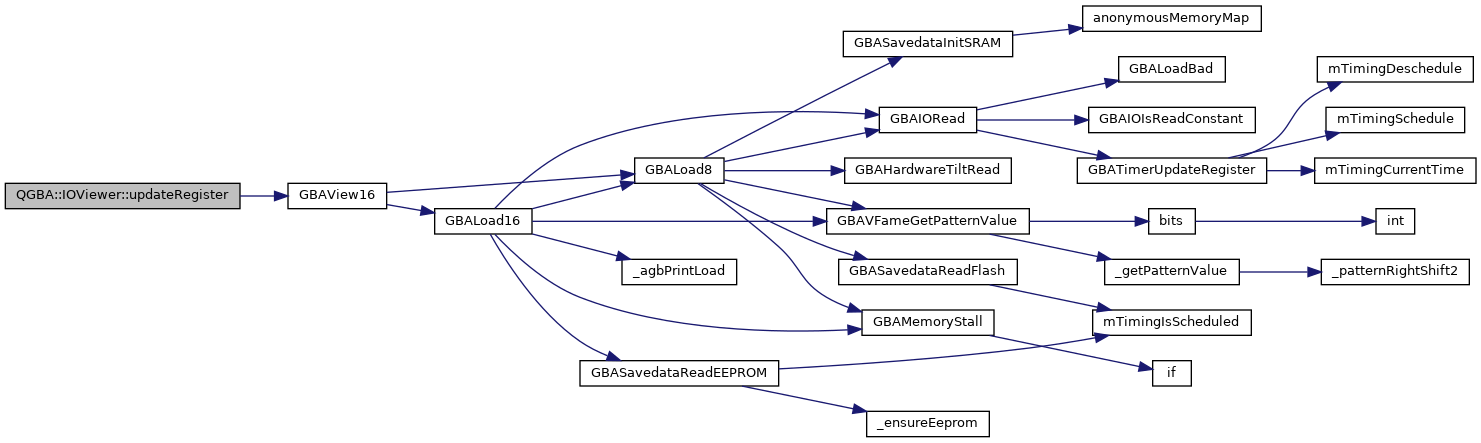 QGBA::IOViewer::updateRegister
GBAView16
GBALoad16
GBALoad8
_agbPrintLoad
GBASavedataReadEEPROM
GBASavedataInitSRAM
GBAIORead
GBAHardwareTiltRead
GBAVFameGetPatternValue
GBASavedataReadFlash
GBAMemoryStall
_ensureEeprom
anonymousMemoryMap
GBALoadBad
GBAIOIsReadConstant
GBATimerUpdateRegister
bits
_getPatternValue
mTimingIsScheduled
if
mTimingDeschedule
mTimingSchedule
mTimingCurrentTime
int
_patternRightShift2